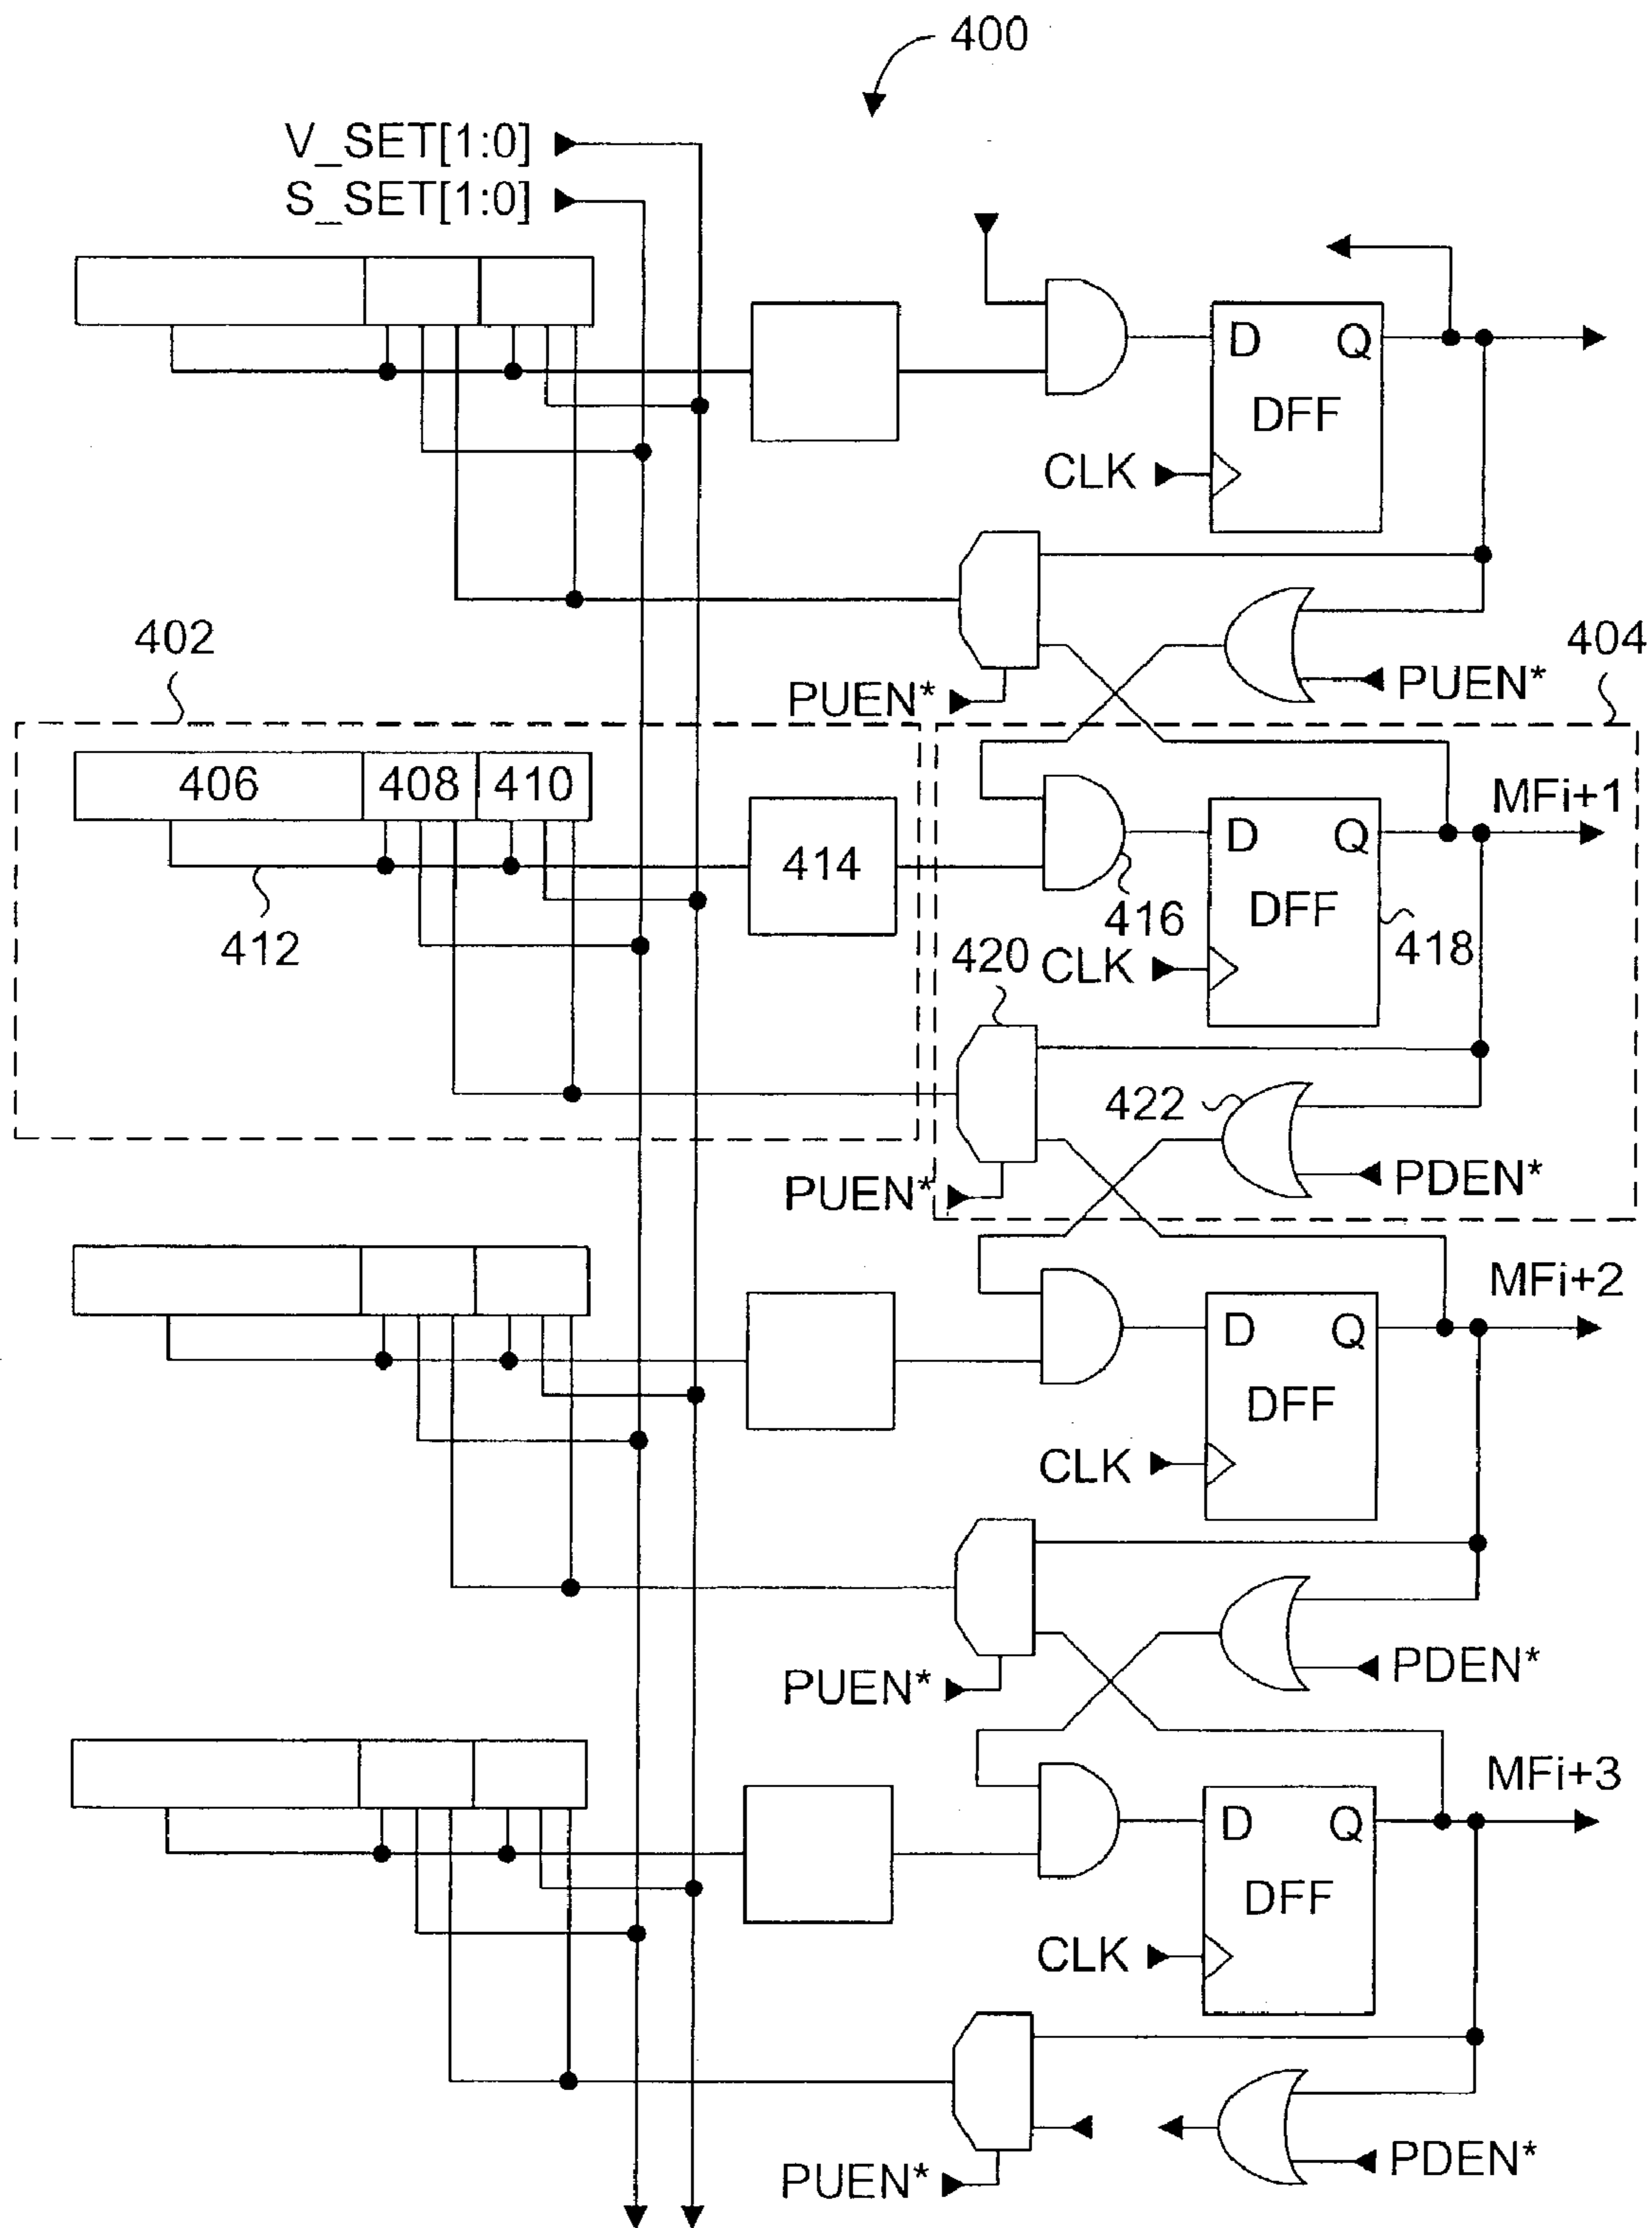 400
V_SET[1:0]
S_SET[1:0]
D Q
DFF
CLK
402
404
PUEN*
PUEN*
406 408 410
MFi+1
414
D Q
412
416
DFF
418
420
CLK
422
PUEN*
PDEN*
MFi+2
D Q
DFF
CLK
PUEN*
PDEN*
MFi+3
D Q
DFF
CLK
PUEN*
PDEN*